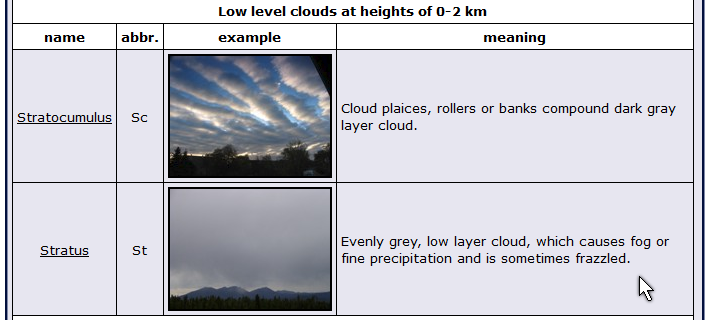 Low level clouds at heights of 0-2 km
name abbr. example meaning
Stratocumulus Sc Cloud plaices, rollers or banks compound dark gray
layer cloud.
Stratus St Evenly grey, low layer cloud, which causes fog or
fine precipitation and is sometimes frazzled.